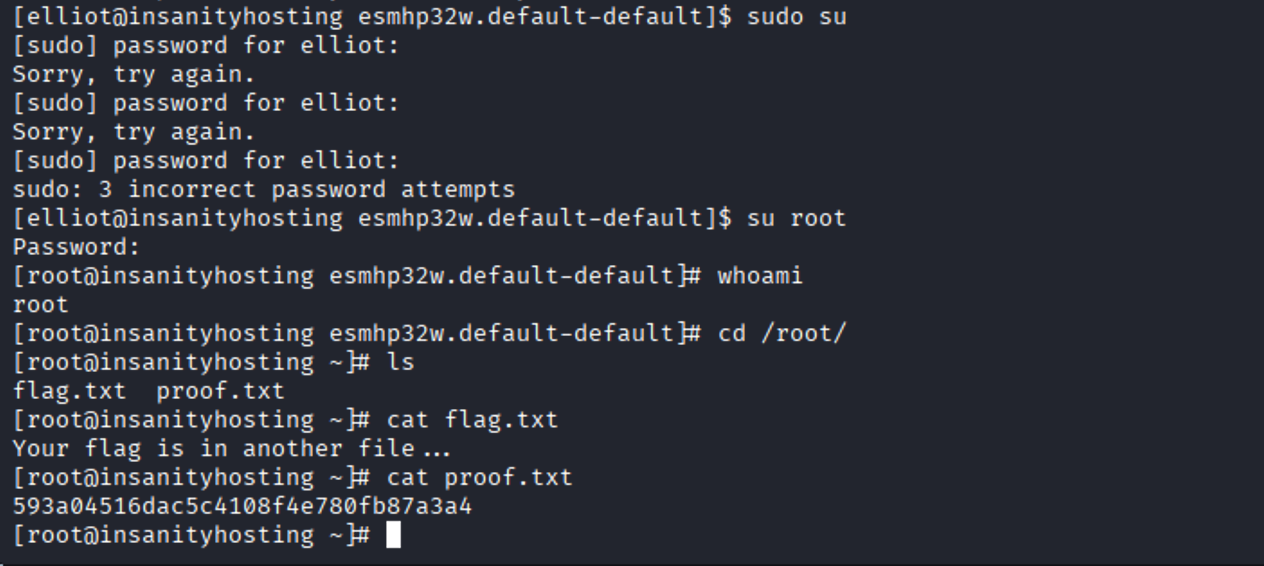 [elliot@insanityhosting esmhp32w.default-default]$ sudo su
[sudo] password for elliot:
Sorry, try again.
[sudo] password for elliot:
Sorry, try again.
[sudo] password for elliot:
sudo: 3 incorrect password attempts
[elliot@insanityhosting esmhp32w.default-default]$ su root
Password:
[root@insanityhosting esmhp32w.default-default]# whoami
root
[root@insanityhosting esmhp32w.default-default]# cd /root/
[root@insanityhosting ~]# ls
flag.txt  proof.txt
[root@insanityhosting ~]# cat flag.txt
Your flag is in another file...
[root@insanityhosting ~]# cat proof.txt
593a04516dac5c4108f4e780fb87a3a4
[root@insanityhosting ~]#